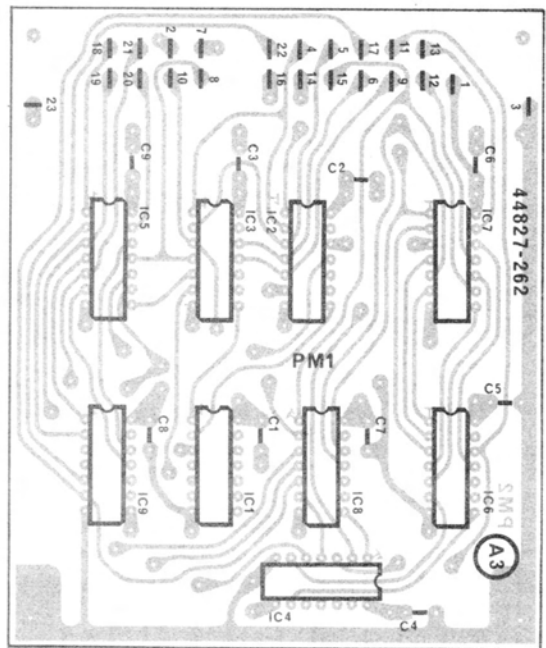 18 21 2 7 22 4 5 17 11 13
19 20 10 8 16 14 15 6 9 12 1
23
3
C9
C3
C2
C6
IC5
IC3
IC2
IC7
44827-262
PM1
C5
C8
C1
C7
PM2
IC9
IC1
IC8
IC6
A3
IC4
C4